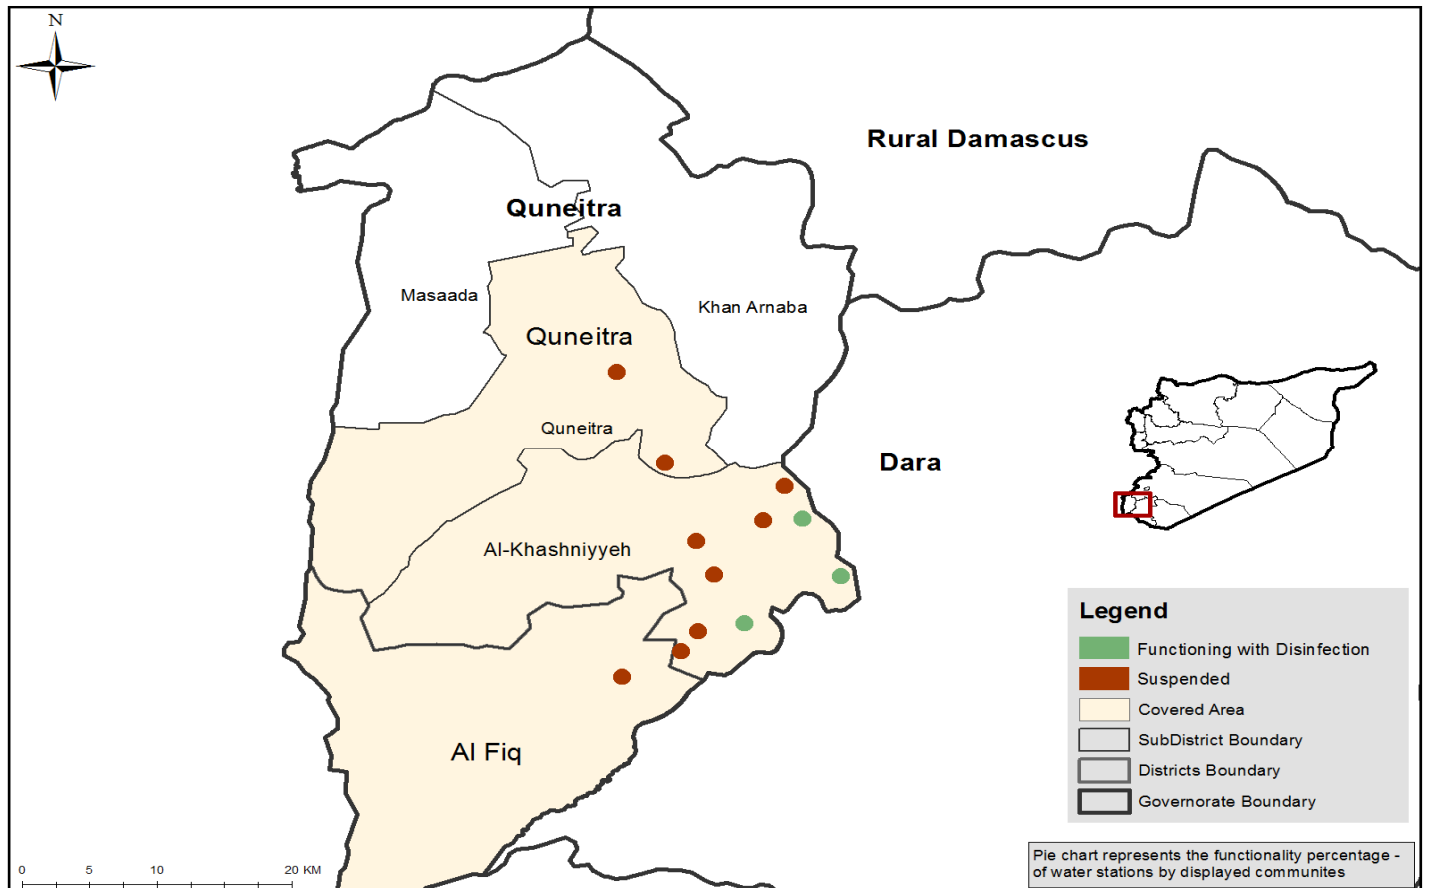 N
Rural Damascus
Quneitra
Masaada
Khan Arnaba
Quneitra
Quneitra
Dara
Al-Khashniyyeh
Al Fiq
Legend
Functioning with Disinfection
Suspended
Covered Area
SubDistrict Boundary
Districts Boundary
Governorate Boundary
Pie chart represents the functionality percentage -
of water stations by displayed communites
0 5 10 20 KM